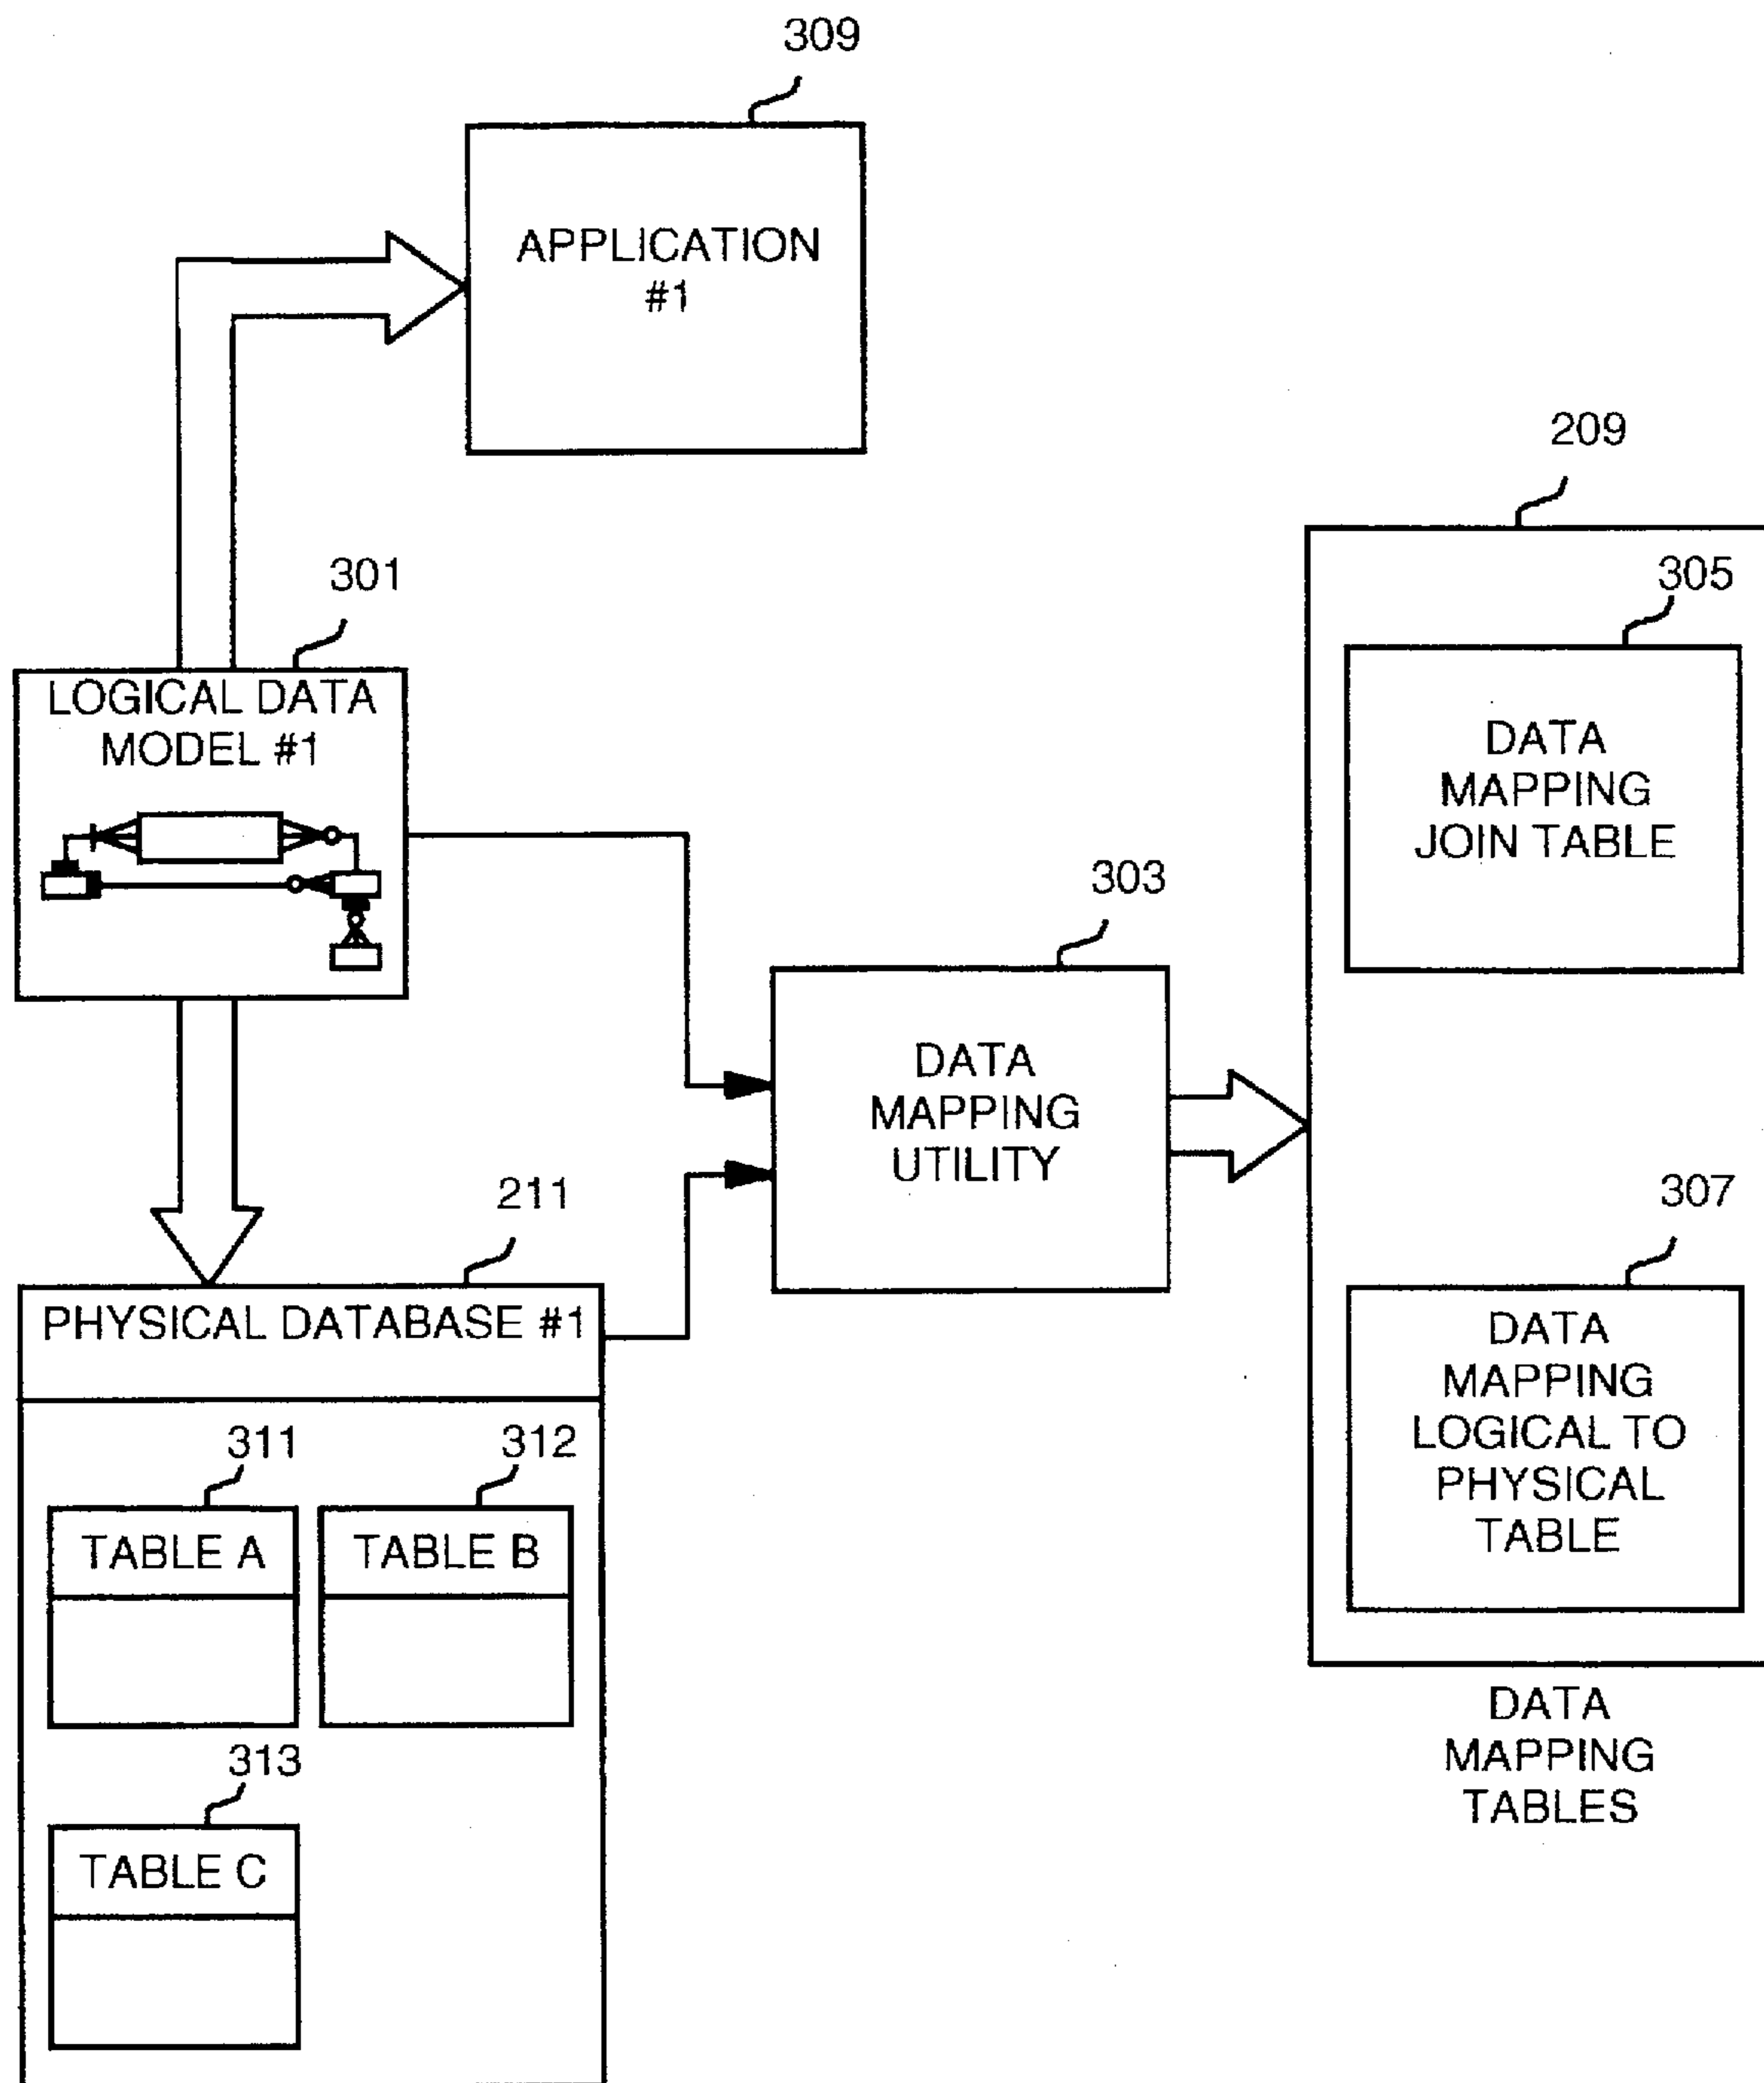 309
APPLICATION
#1
301
LOGICAL DATA
MODEL #1
209
305
DATA
MAPPING
JOIN TABLE
303
DATA
MAPPING
UTILITY
307
DATA
MAPPING
LOGICAL TO
PHYSICAL
TABLE
DATA
MAPPING
TABLES
211
PHYSICAL DATABASE #1
311
TABLE A
312
TABLE B
313
TABLE C